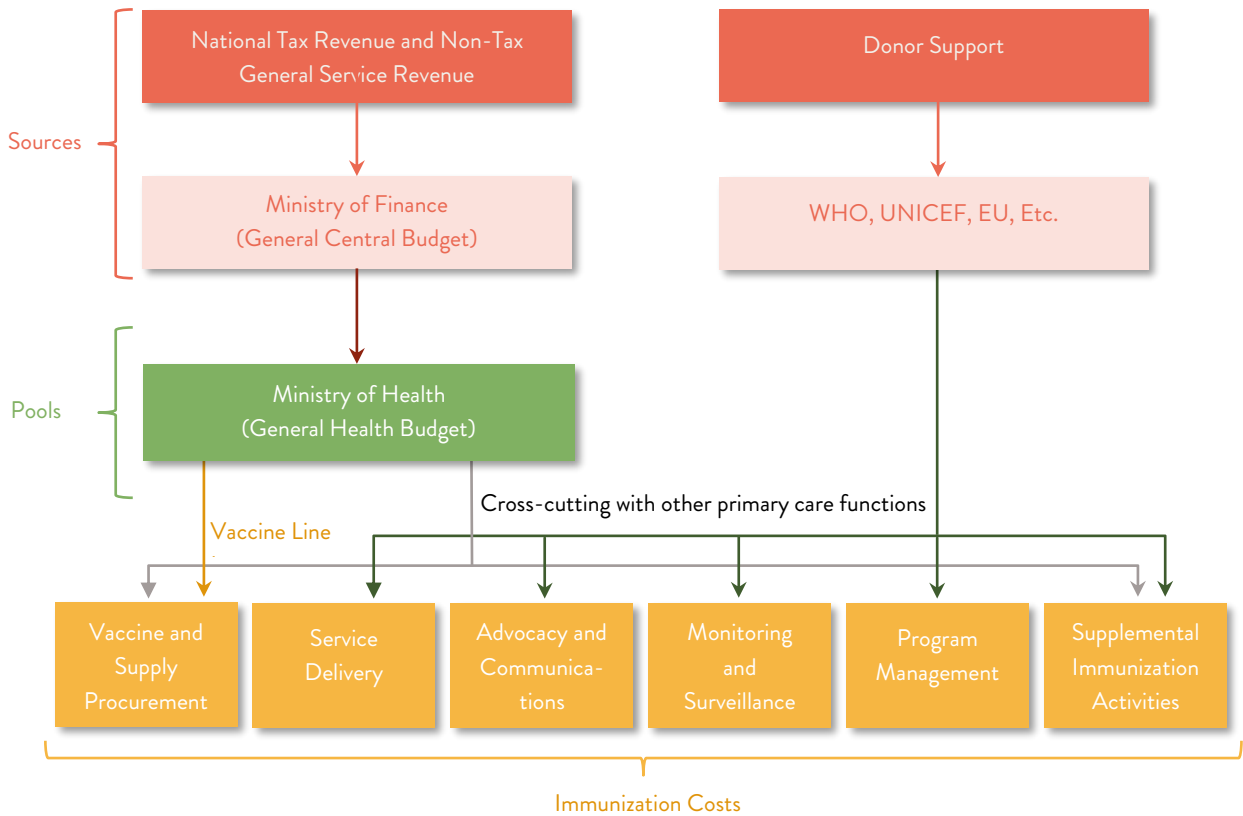 National Tax Revenue and Non-Tax
General Service Revenue
Donor Support
Sources
Ministry of Finance
(General Central Budget)
WHO, UNICEF, EU, Etc.
Ministry of Health
(General Health Budget)
Pools
Cross-cutting with other primary care functions
Vaccine Line
Vaccine and
Supply
Procurement
Service
Delivery
Advocacy and
Communica-
tions
Monitoring
and
Surveillance
Program
Management
Supplemental
Immunization
Activities
Immunization Costs